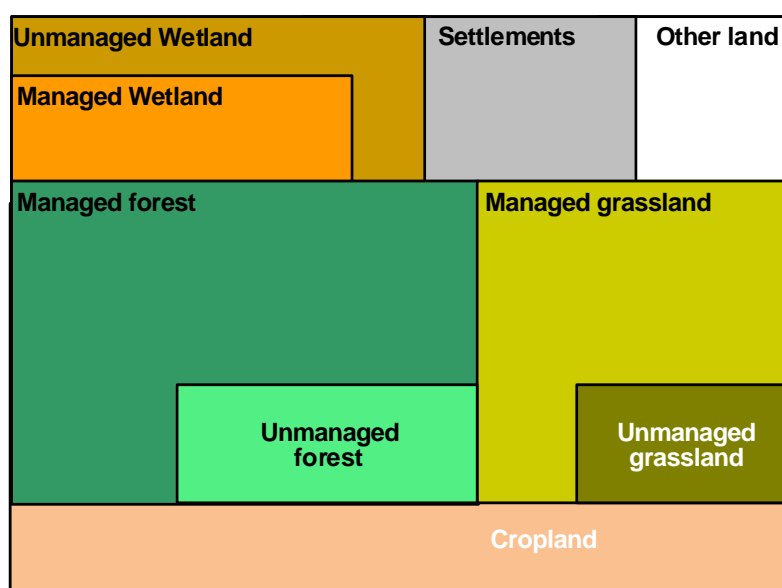 Unmanaged Wetland
Settlements
Other land
Managed Wetland
Managed forest
Managed grassland
Unmanaged
forest
Unmanaged
grassland
Cropland